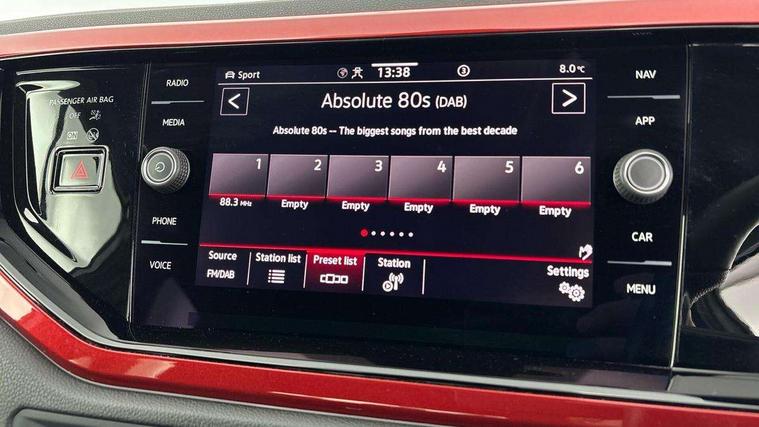 PASSENGER AIR BAG
OFF
ON
RADIO
MEDIA
PHONE
VOICE
Sport
13:38
3
8.0°C
Absolute 80s (DAB)
Absolute 80s -- The biggest songs from the best decade
1 2 3 4 5 6
88.3 MHz Empty Empty Empty Empty Empty
Source Station list Preset list Station Settings
FM/DAB
NAV
APP
CAR
MENU